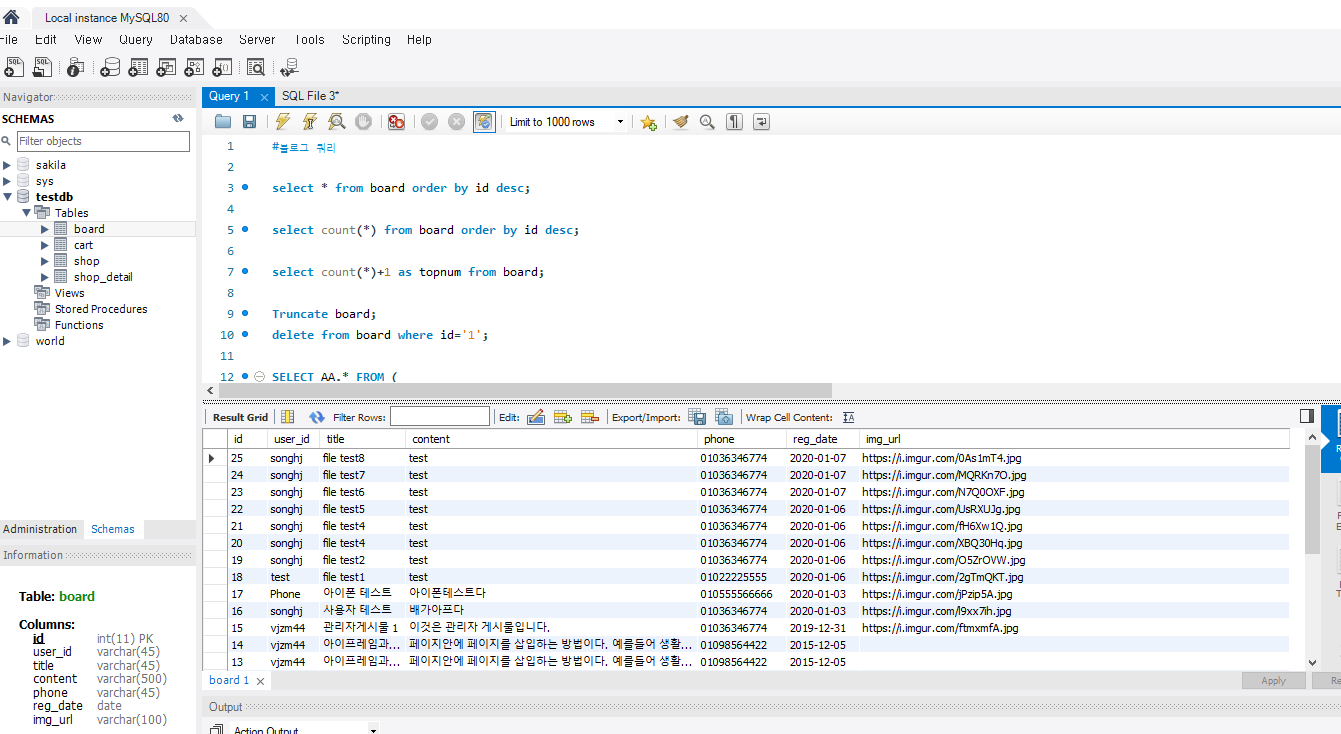 Local instance MySQL80
File Edit View Query Database Server Tools Scripting Help
Navigator
SCHEMAS
Filter objects
sakila
sys
testdb
Tables
board
cart
shop
shop_detail
Views
Stored Procedures
Functions
world
Administration Schemas
Information
Table: board
Columns:
id int(11) PK
user_id varchar(45)
title varchar(45)
content varchar(500)
phone varchar(45)
reg_date date
img_url varchar(100)
Query 1 SQL File 3*
Limit to 1000 rows
1 #블로그 쿼리
2
3 select * from board order by id desc;
4
5 select count(*) from board order by id desc;
6
7 select count(*)+1 as topnum from board;
8
9 Truncate board;
10 delete from board where id='1';
11
12 SELECT AA.* FROM (
Result Grid Filter Rows: Edit: Export/Import: Wrap Cell Content:
id user_id title content phone reg_date img_url
25 songhj file test8 test 01036346774 2020-01-07 https://i.imgur.com/0As1mT4.jpg
24 songhj file test7 test 01036346774 2020-01-07 https://i.imgur.com/MQRKn7O.jpg
23 songhj file test6 test 01036346774 2020-01-07 https://i.imgur.com/N7Q0OXF.jpg
22 songhj file test5 test 01036346774 2020-01-06 https://i.imgur.com/UsRXUJg.jpg
21 songhj file test4 test 01036346774 2020-01-06 https://i.imgur.com/fH6Xw1Q.jpg
20 songhj file test4 test 01036346774 2020-01-06 https://i.imgur.com/XBQ30Hq.jpg
19 songhj file test2 test 01036346774 2020-01-06 https://i.imgur.com/O5ZrOVW.jpg
18 test file test1 test 01022225555 2020-01-06 https://i.imgur.com/2gTmQKT.jpg
17 Phone 아이폰 테스트 아이폰테스트다 010555566666 2020-01-03 https://i.imgur.com/jPzip5A.jpg
16 songhj 사용자 테스트 배가아프다 01036346774 2020-01-03 https://i.imgur.com/l9xx7ih.jpg
15 vjzm44 관리자게시물 1 이것은 관리자 게시물입니다. 01036346774 2019-12-31 https://i.imgur.com/ftmxmfA.jpg
14 vjzm44 아이프레임과... 페이지안에 페이지를 삽입하는 방법이다. 예를들어 생활... 01098564422 2015-12-05
13 vjzm44 아이프레임과... 페이지안에 페이지를 삽입하는 방법이다. 예를들어 생활... 01098564422 2015-12-05
board 1
Apply
Output
Action Output